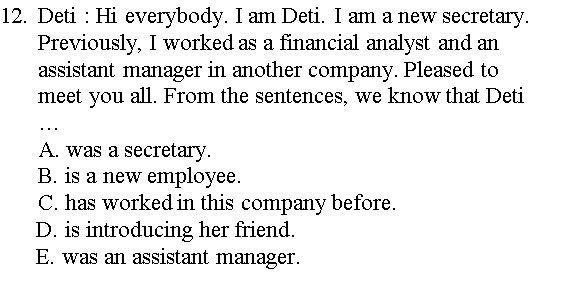 12. Deti : Hi everybody. I am Deti. I am a new secretary.
Previously, I worked as a financial analyst and an
assistant manager in another company. Pleased to
meet you all. From the sentences, we know that Deti
…
A. was a secretary.
B. is a new employee.
C. has worked in this company before.
D. is introducing her friend.
E. was an assistant manager.